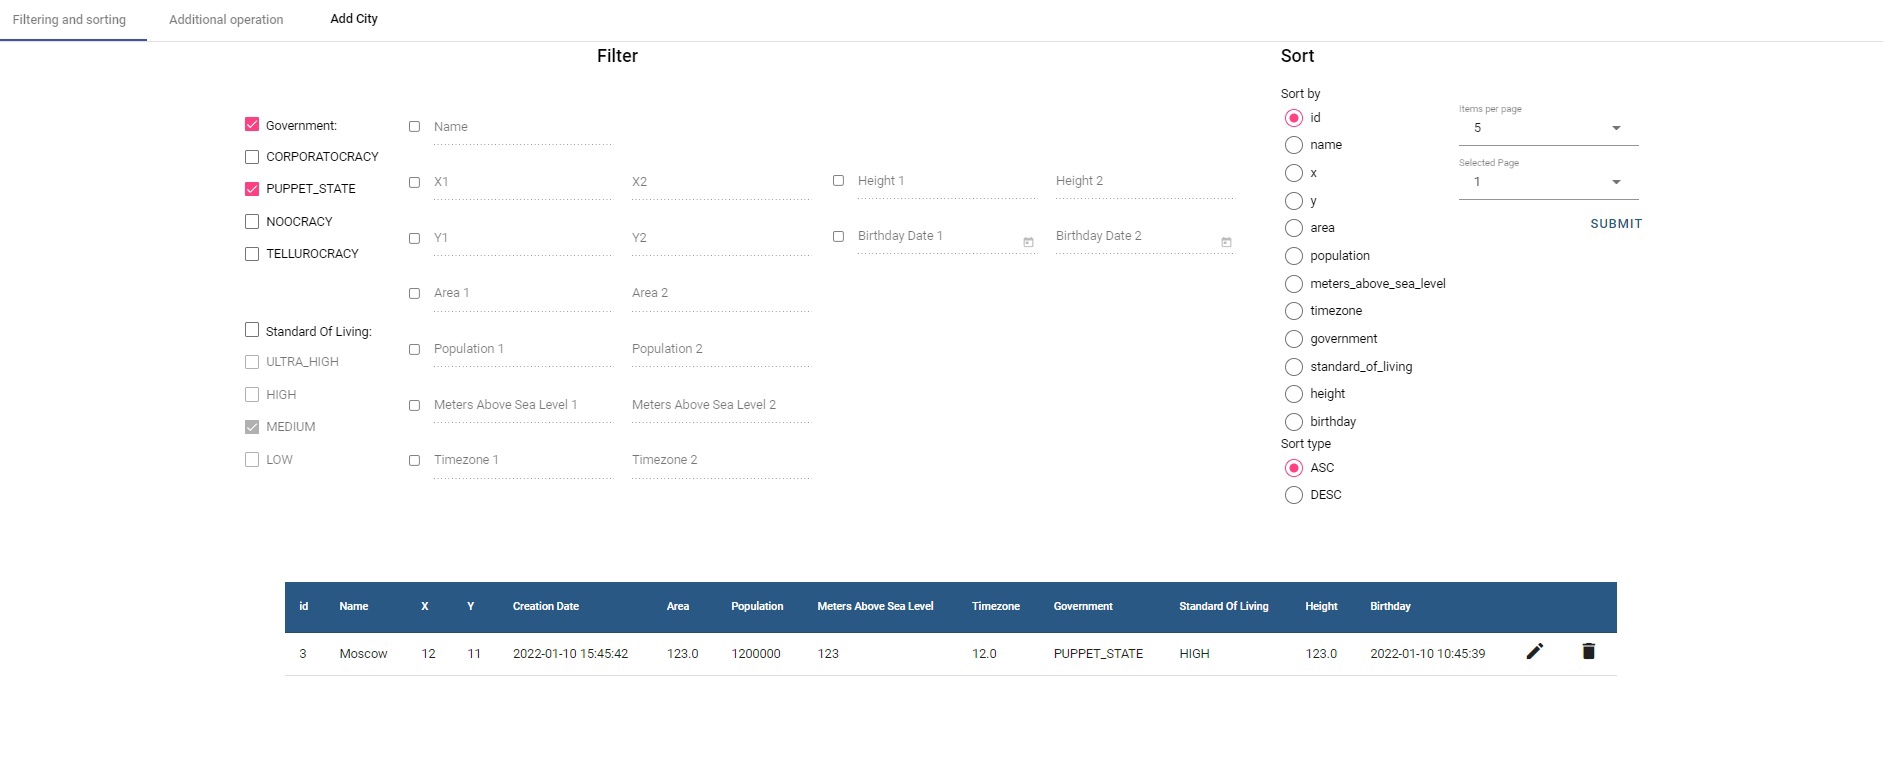 Filtering and sorting
Additional operation
Add City
Filter
Government:
CORPORATOCRACY
PUPPET_STATE
NOOCRACY
TELLUROCRACY
Standard Of Living:
ULTRA_HIGH
HIGH
MEDIUM
LOW
Name
X1 X2
Y1 Y2
Area 1 Area 2
Population 1 Population 2
Meters Above Sea Level 1 Meters Above Sea Level 2
Timezone 1 Timezone 2
Height 1 Height 2
Birthday Date 1 Birthday Date 2
Sort
Sort by
id
name
x
y
area
population
meters_above_sea_level
timezone
government
standard_of_living
height
birthday
Sort type
ASC
DESC
Items per page
5
Selected Page
1
SUBMIT
id Name X Y Creation Date Area Population Meters Above Sea Level Timezone Government Standard Of Living Height Birthday
3 Moscow 12 11 2022-01-10 15:45:42 123.0 1200000 123 12.0 PUPPET_STATE HIGH 123.0 2022-01-10 10:45:39